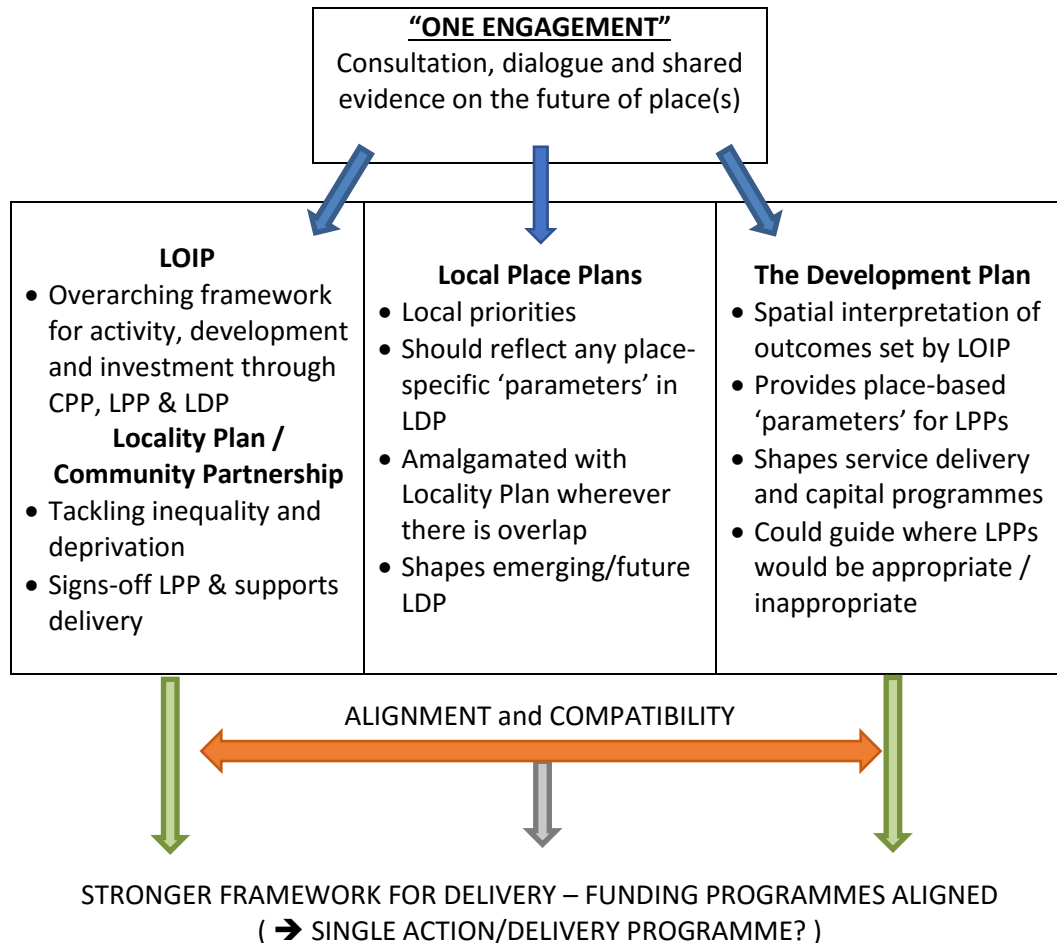 “ONE ENGAGEMENT”
Consultation, dialogue and shared
evidence on the future of place(s)
LOIP
• Overarching framework
for activity, development
and investment through
CPP, LPP & LDP
Locality Plan /
Community Partnership
• Tackling inequality and
deprivation
• Signs-off LPP & supports
delivery
Local Place Plans
• Local priorities
• Should reflect any place-
specific ‘parameters’ in
LDP
• Amalgamated with
Locality Plan wherever
there is overlap
• Shapes emerging/future
LDP
The Development Plan
• Spatial interpretation of
outcomes set by LOIP
• Provides place-based
‘parameters’ for LPPs
• Shapes service delivery
and capital programmes
• Could guide where LPPs
would be appropriate /
inappropriate
ALIGNMENT and COMPATIBILITY
STRONGER FRAMEWORK FOR DELIVERY – FUNDING PROGRAMMES ALIGNED
( ➔ SINGLE ACTION/DELIVERY PROGRAMME? )